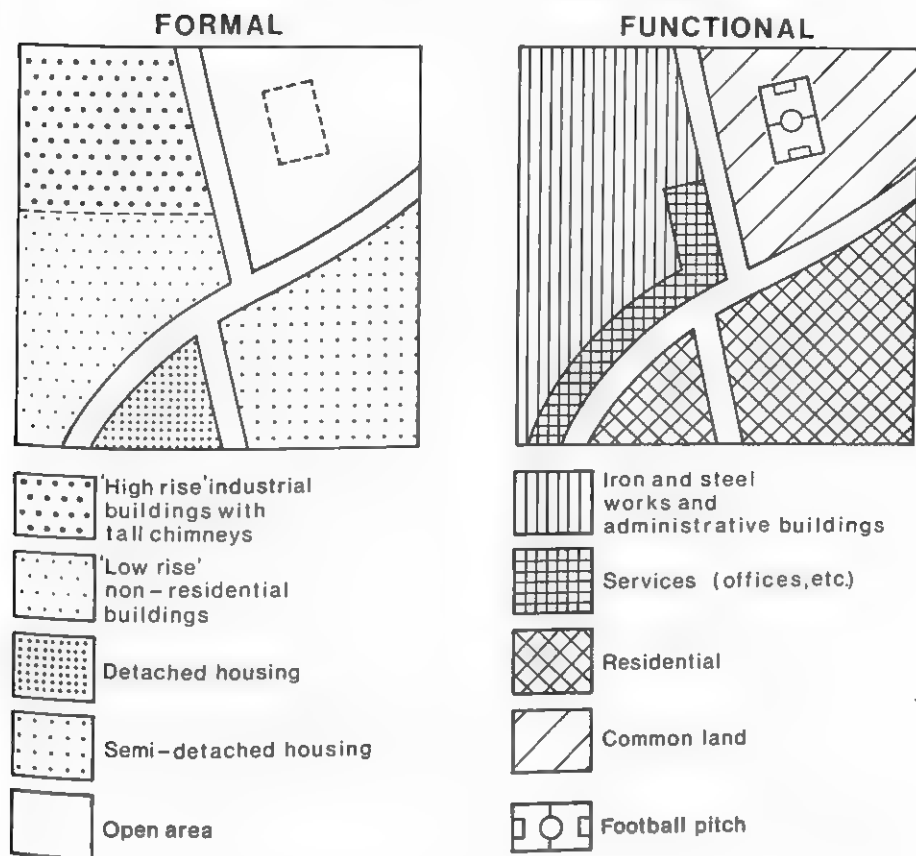 FORMAL
'High rise' industrial
buildings with
tall chimneys
'Low rise'
non-residential
buildings
Detached housing
Semi-detached housing
Open area
FUNCTIONAL
Iron and steel
works and
administrative buildings
Services (offices, etc.)
Residential
Common land
Football pitch